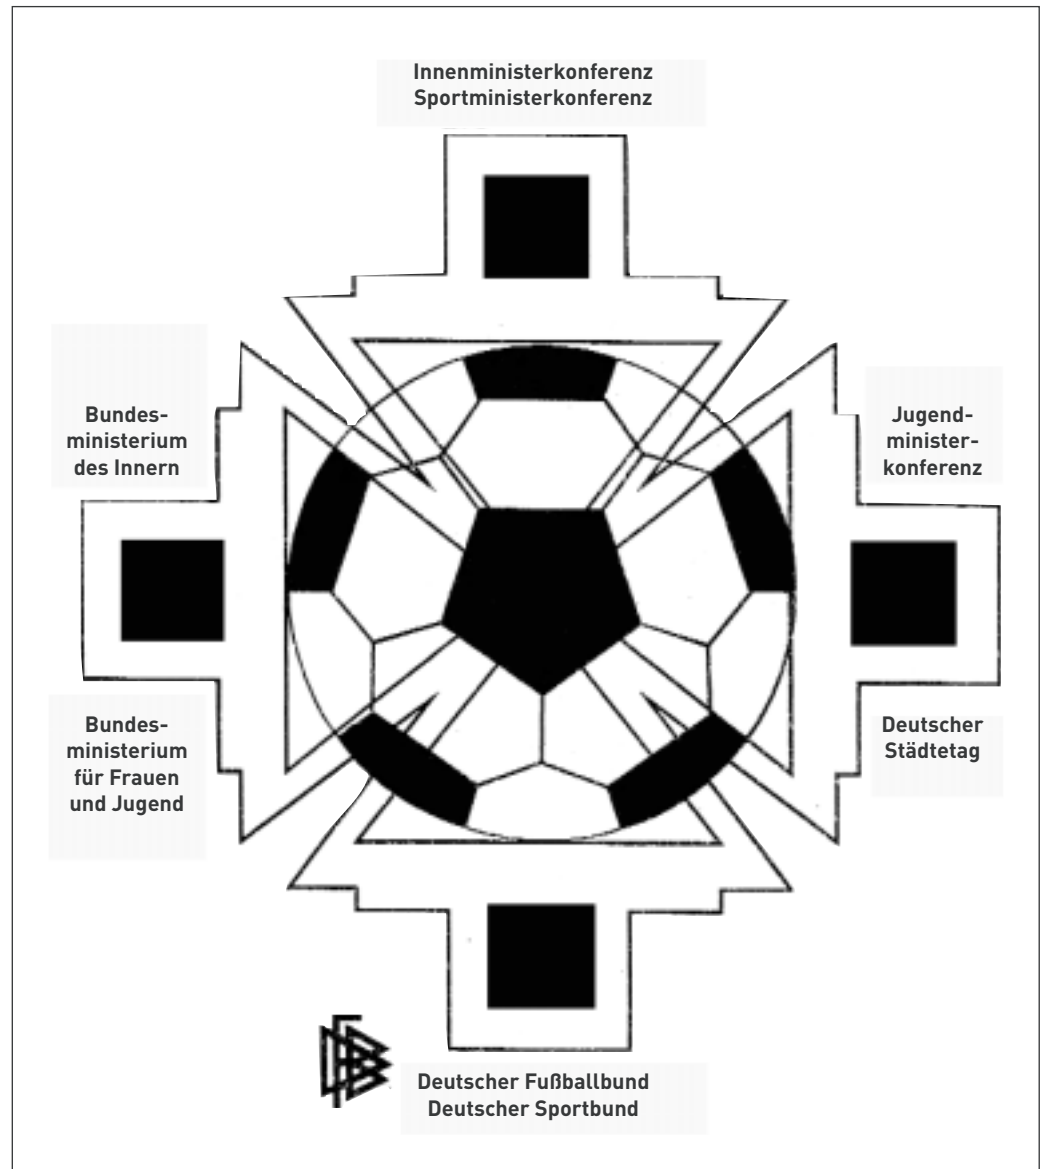 Innenministerkonferenz
Sportministerkonferenz
Bundes-
ministerium
des Innern
Jugend-
minister-
konferenz
Bundes-
ministerium
für Frauen
und Jugend
Deutscher
Städtetag
Deutscher Fußballbund
Deutscher Sportbund